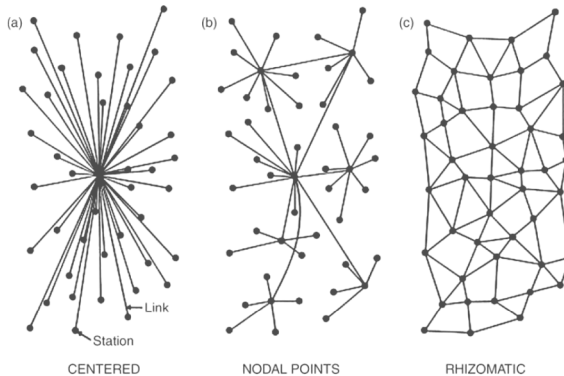 (a)
(b)
(c)
Link
Station
CENTERED
NODAL POINTS
RHIZOMATIC